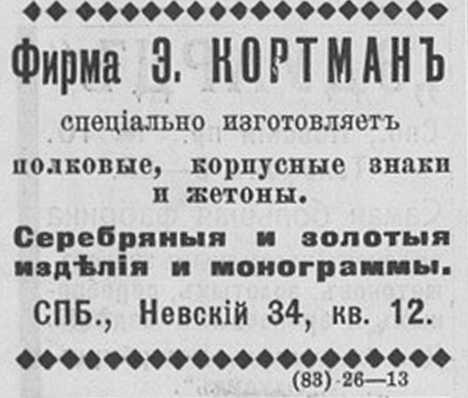 Фирма Э. КОРТМАНЪ
спеціально изготовляетъ
полковые, корпусные знаки
и жетоны.
Серебряныя и золотыя
издѣлія и монограммы.
СПБ., Невскій 34, кв. 12.
(83) 26—13